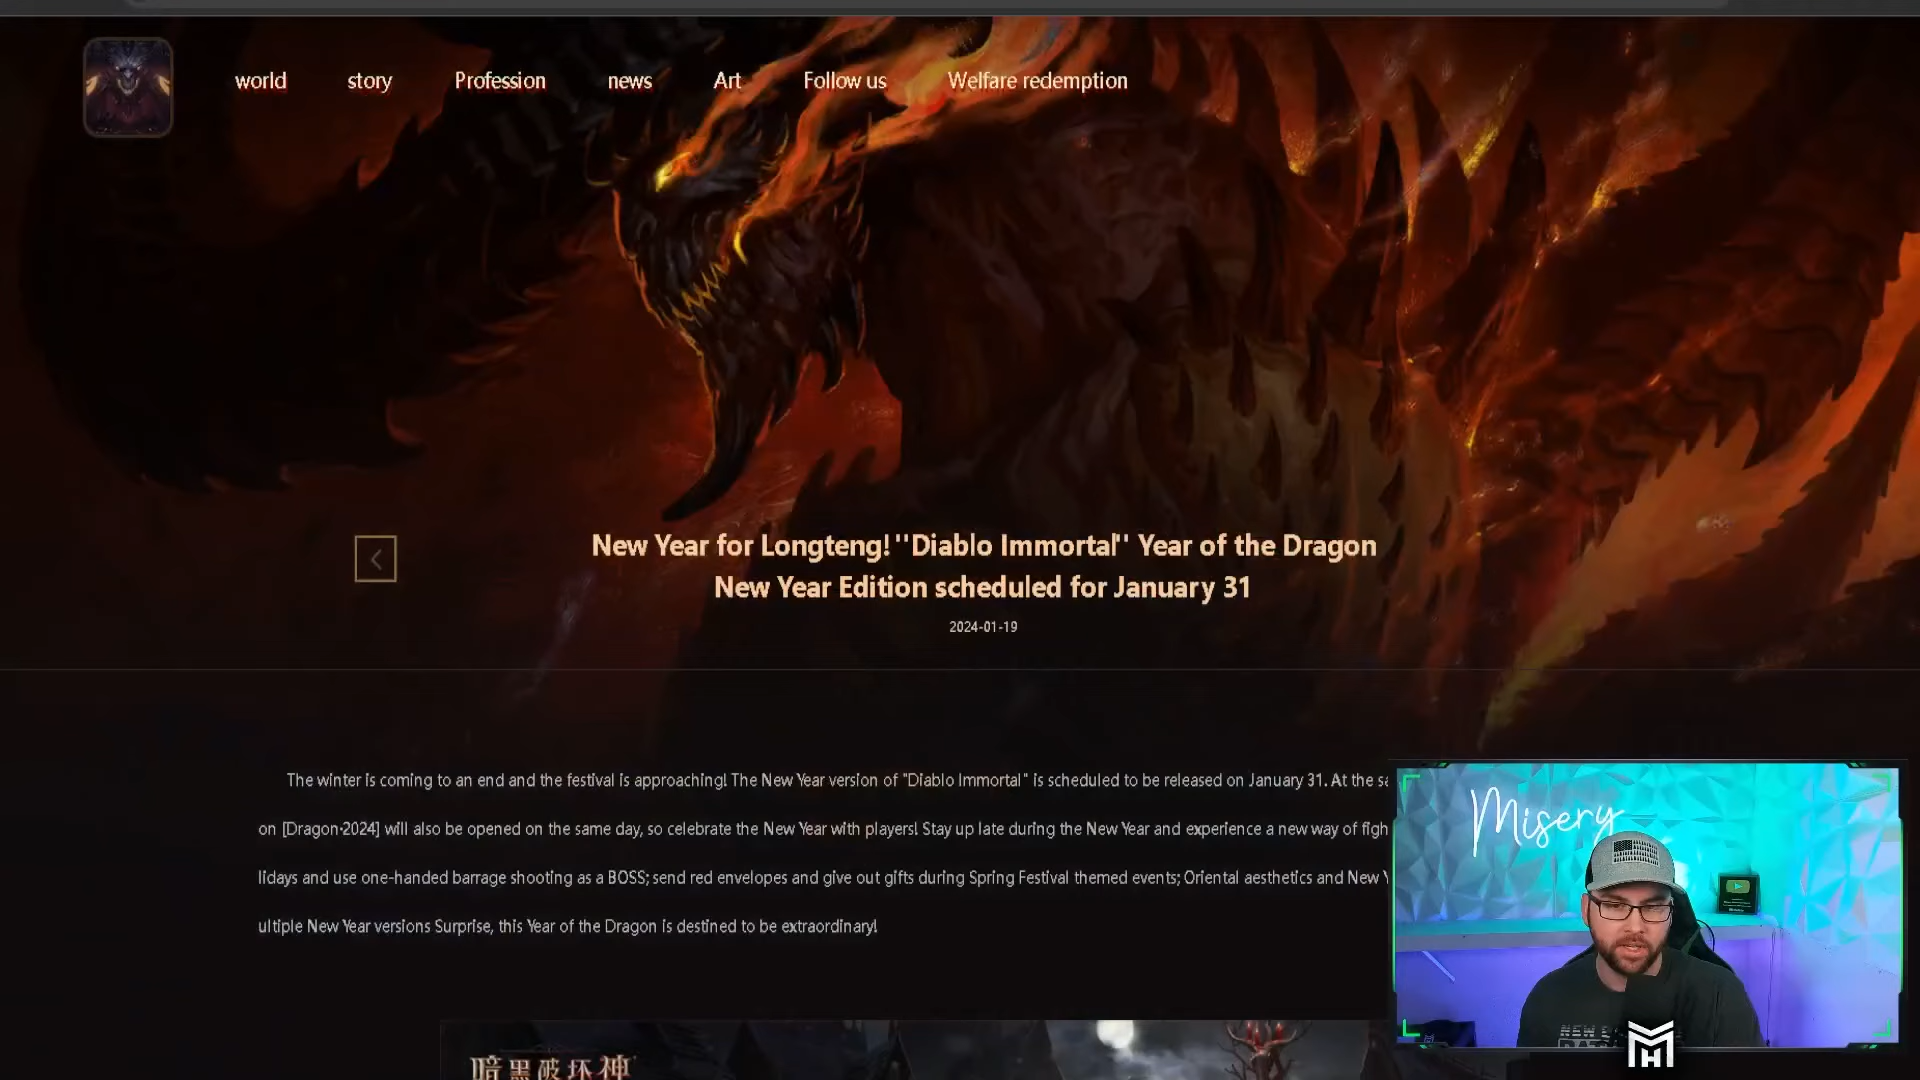 world story Profession news Art Follow us Welfare redemption
New Year for Longteng! "Diablo Immortal" Year of the Dragon
New Year Edition scheduled for January 31
2024-01-19
The winter is coming to an end and the festival is approaching! The New Year version of "Diablo Immortal" is scheduled to be released on January 31. At the sa
on [Dragon·2024] will also be opened on the same day, so celebrate the New Year with players! Stay up late during the New Year and experience a new way of figh
lidays and use one-handed barrage shooting as a BOSS; send red envelopes and give out gifts during Spring Festival themed events; Oriental aesthetics and New Y
ultiple New Year versions Surprise, this Year of the Dragon is destined to be extraordinary!
Misery
暗黑破坏神